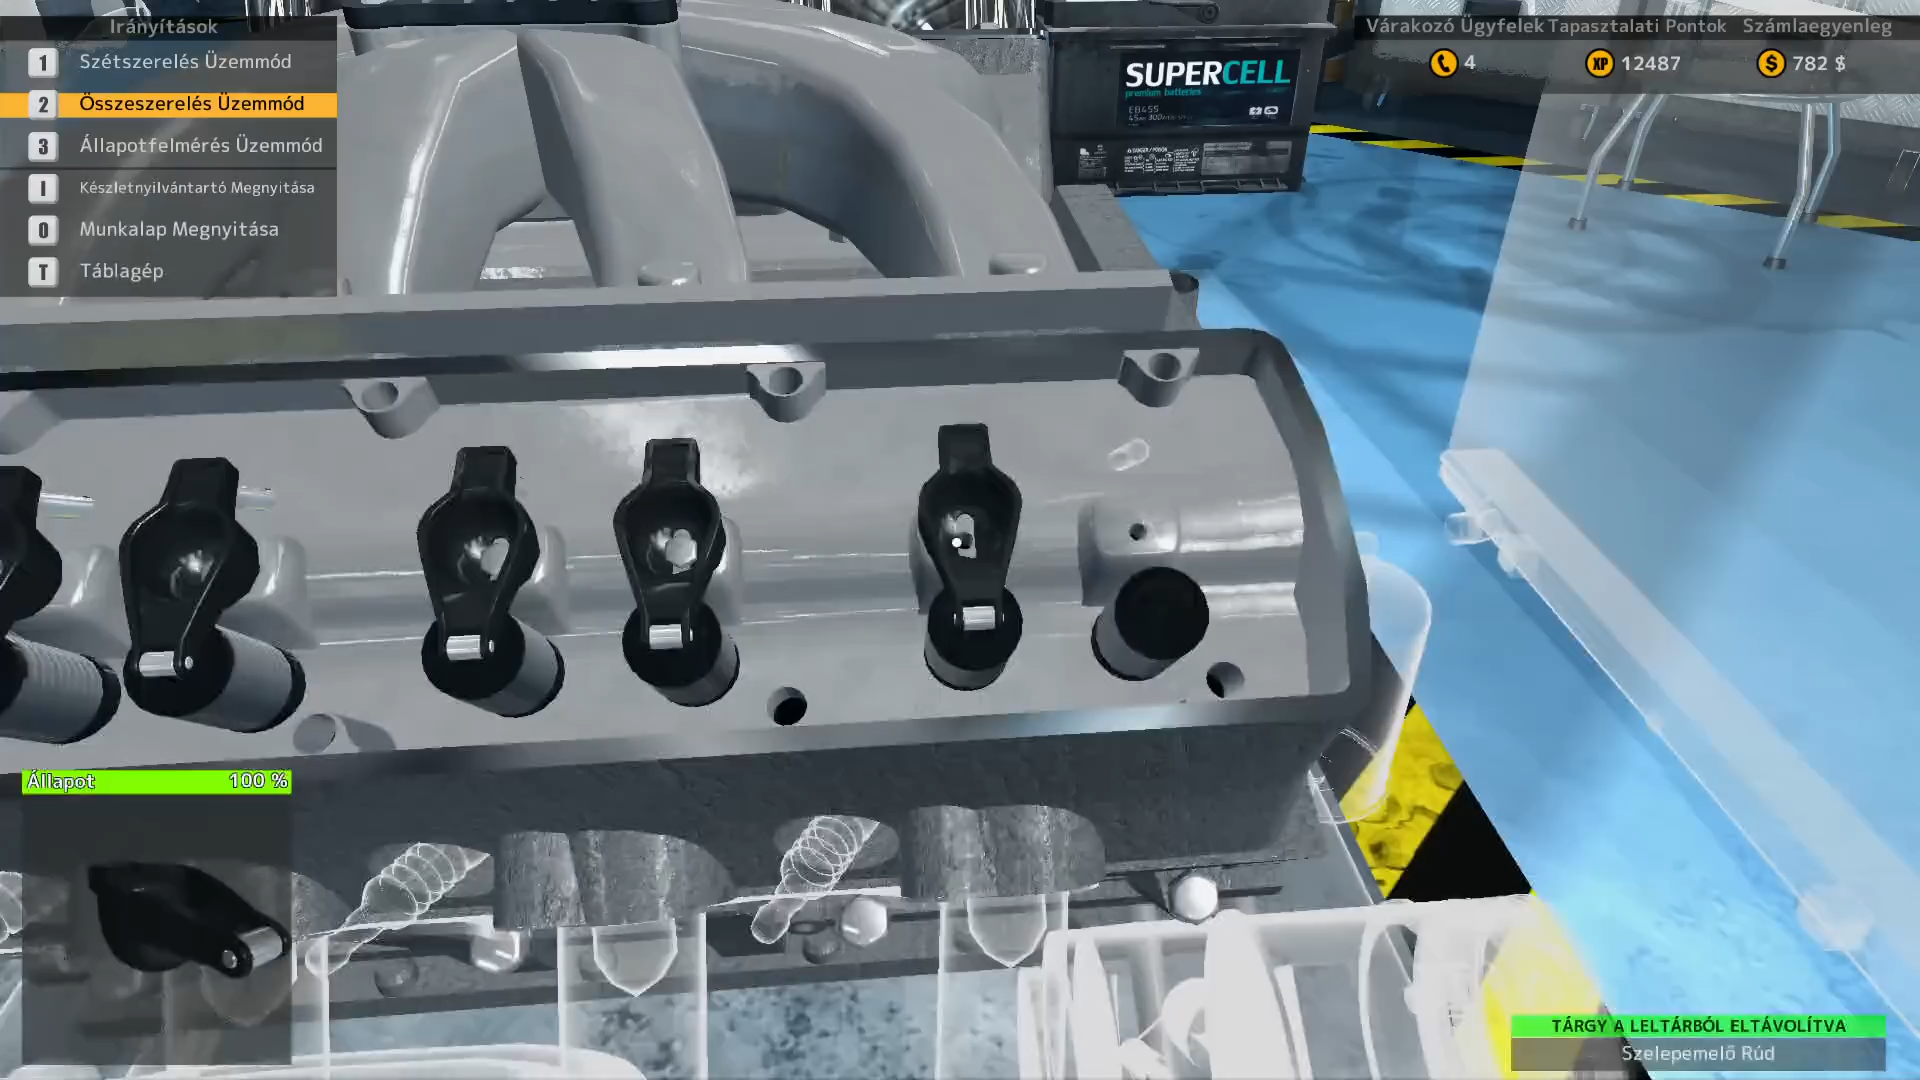 Irányítások
1 Szétszerelés Üzemmód
2 Összeszerelés Üzemmód
3 Állapotfelmérés Üzemmód
I Készletnyilvántartó Megnyitása
O Munkalap Megnyitása
T Táblagép
Várakozó Ügyfelek Tapasztalati Pontok Számlaegyenleg
4 XP 12487 $ 782 $
SUPERCELL
premium batteries
EB455
Állapot 100 %
TÁRGY A LELTÁRBÓL ELTÁVOLÍTVA
Szelepemelő Rúd